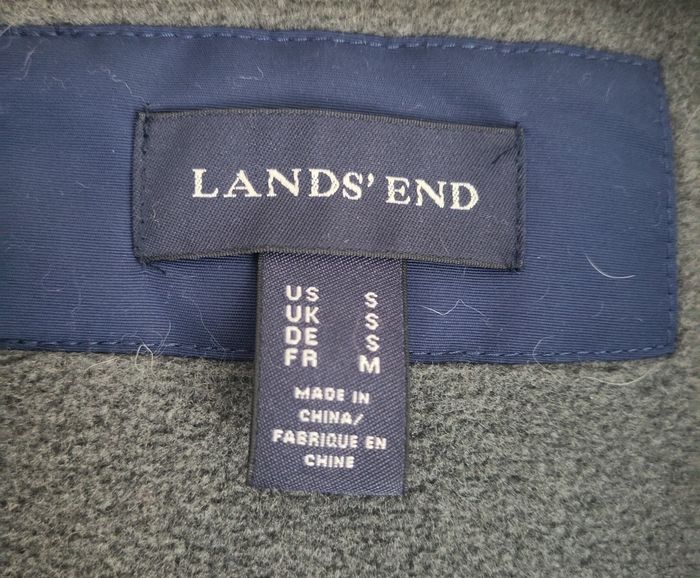 LANDS' END
US S
UK S
DE S
FR M
MADE IN
CHINA/
FABRIQUE EN
CHINE